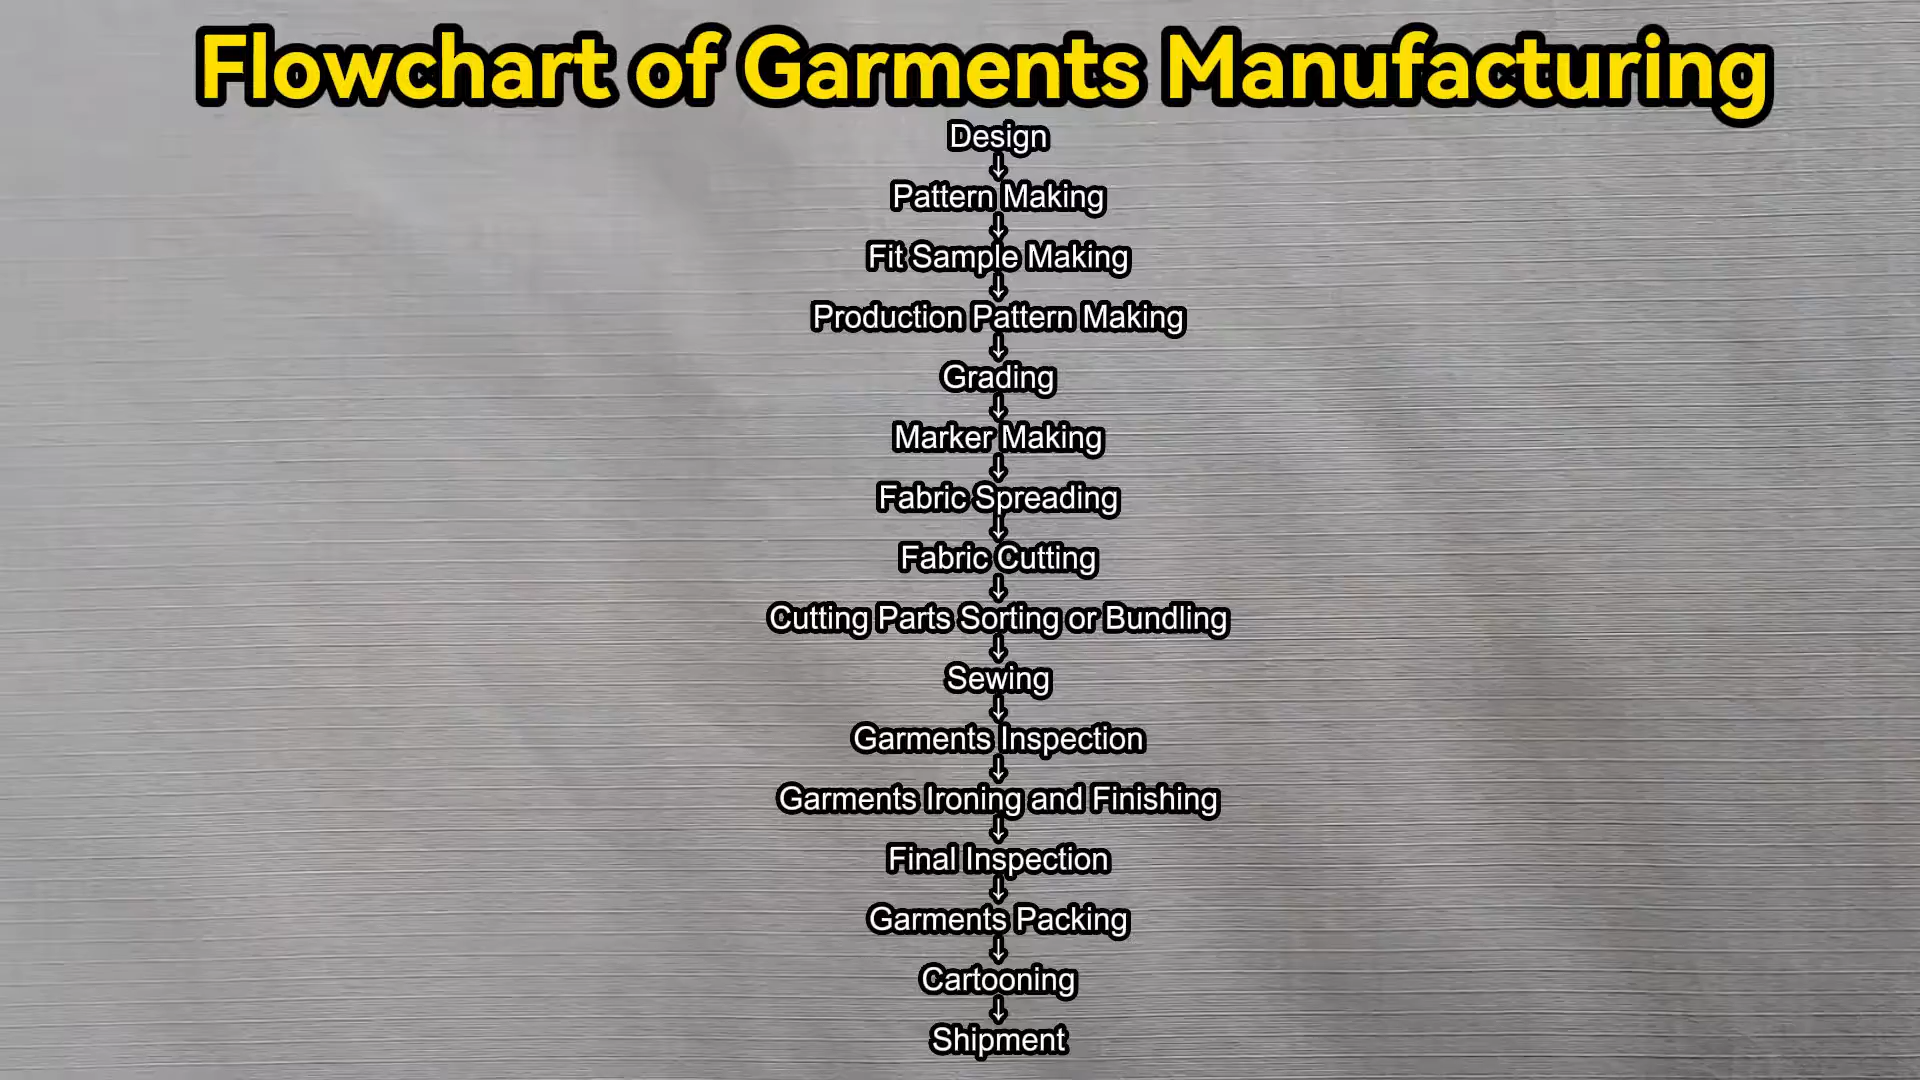 Flowchart of Garments Manufacturing
Design
↓
Pattern Making
↓
Fit Sample Making
↓
Production Pattern Making
↓
Grading
↓
Marker Making
↓
Fabric Spreading
↓
Fabric Cutting
↓
Cutting Parts Sorting or Bundling
↓
Sewing
↓
Garments Inspection
↓
Garments Ironing and Finishing
↓
Final Inspection
↓
Garments Packing
↓
Cartooning
↓
Shipment